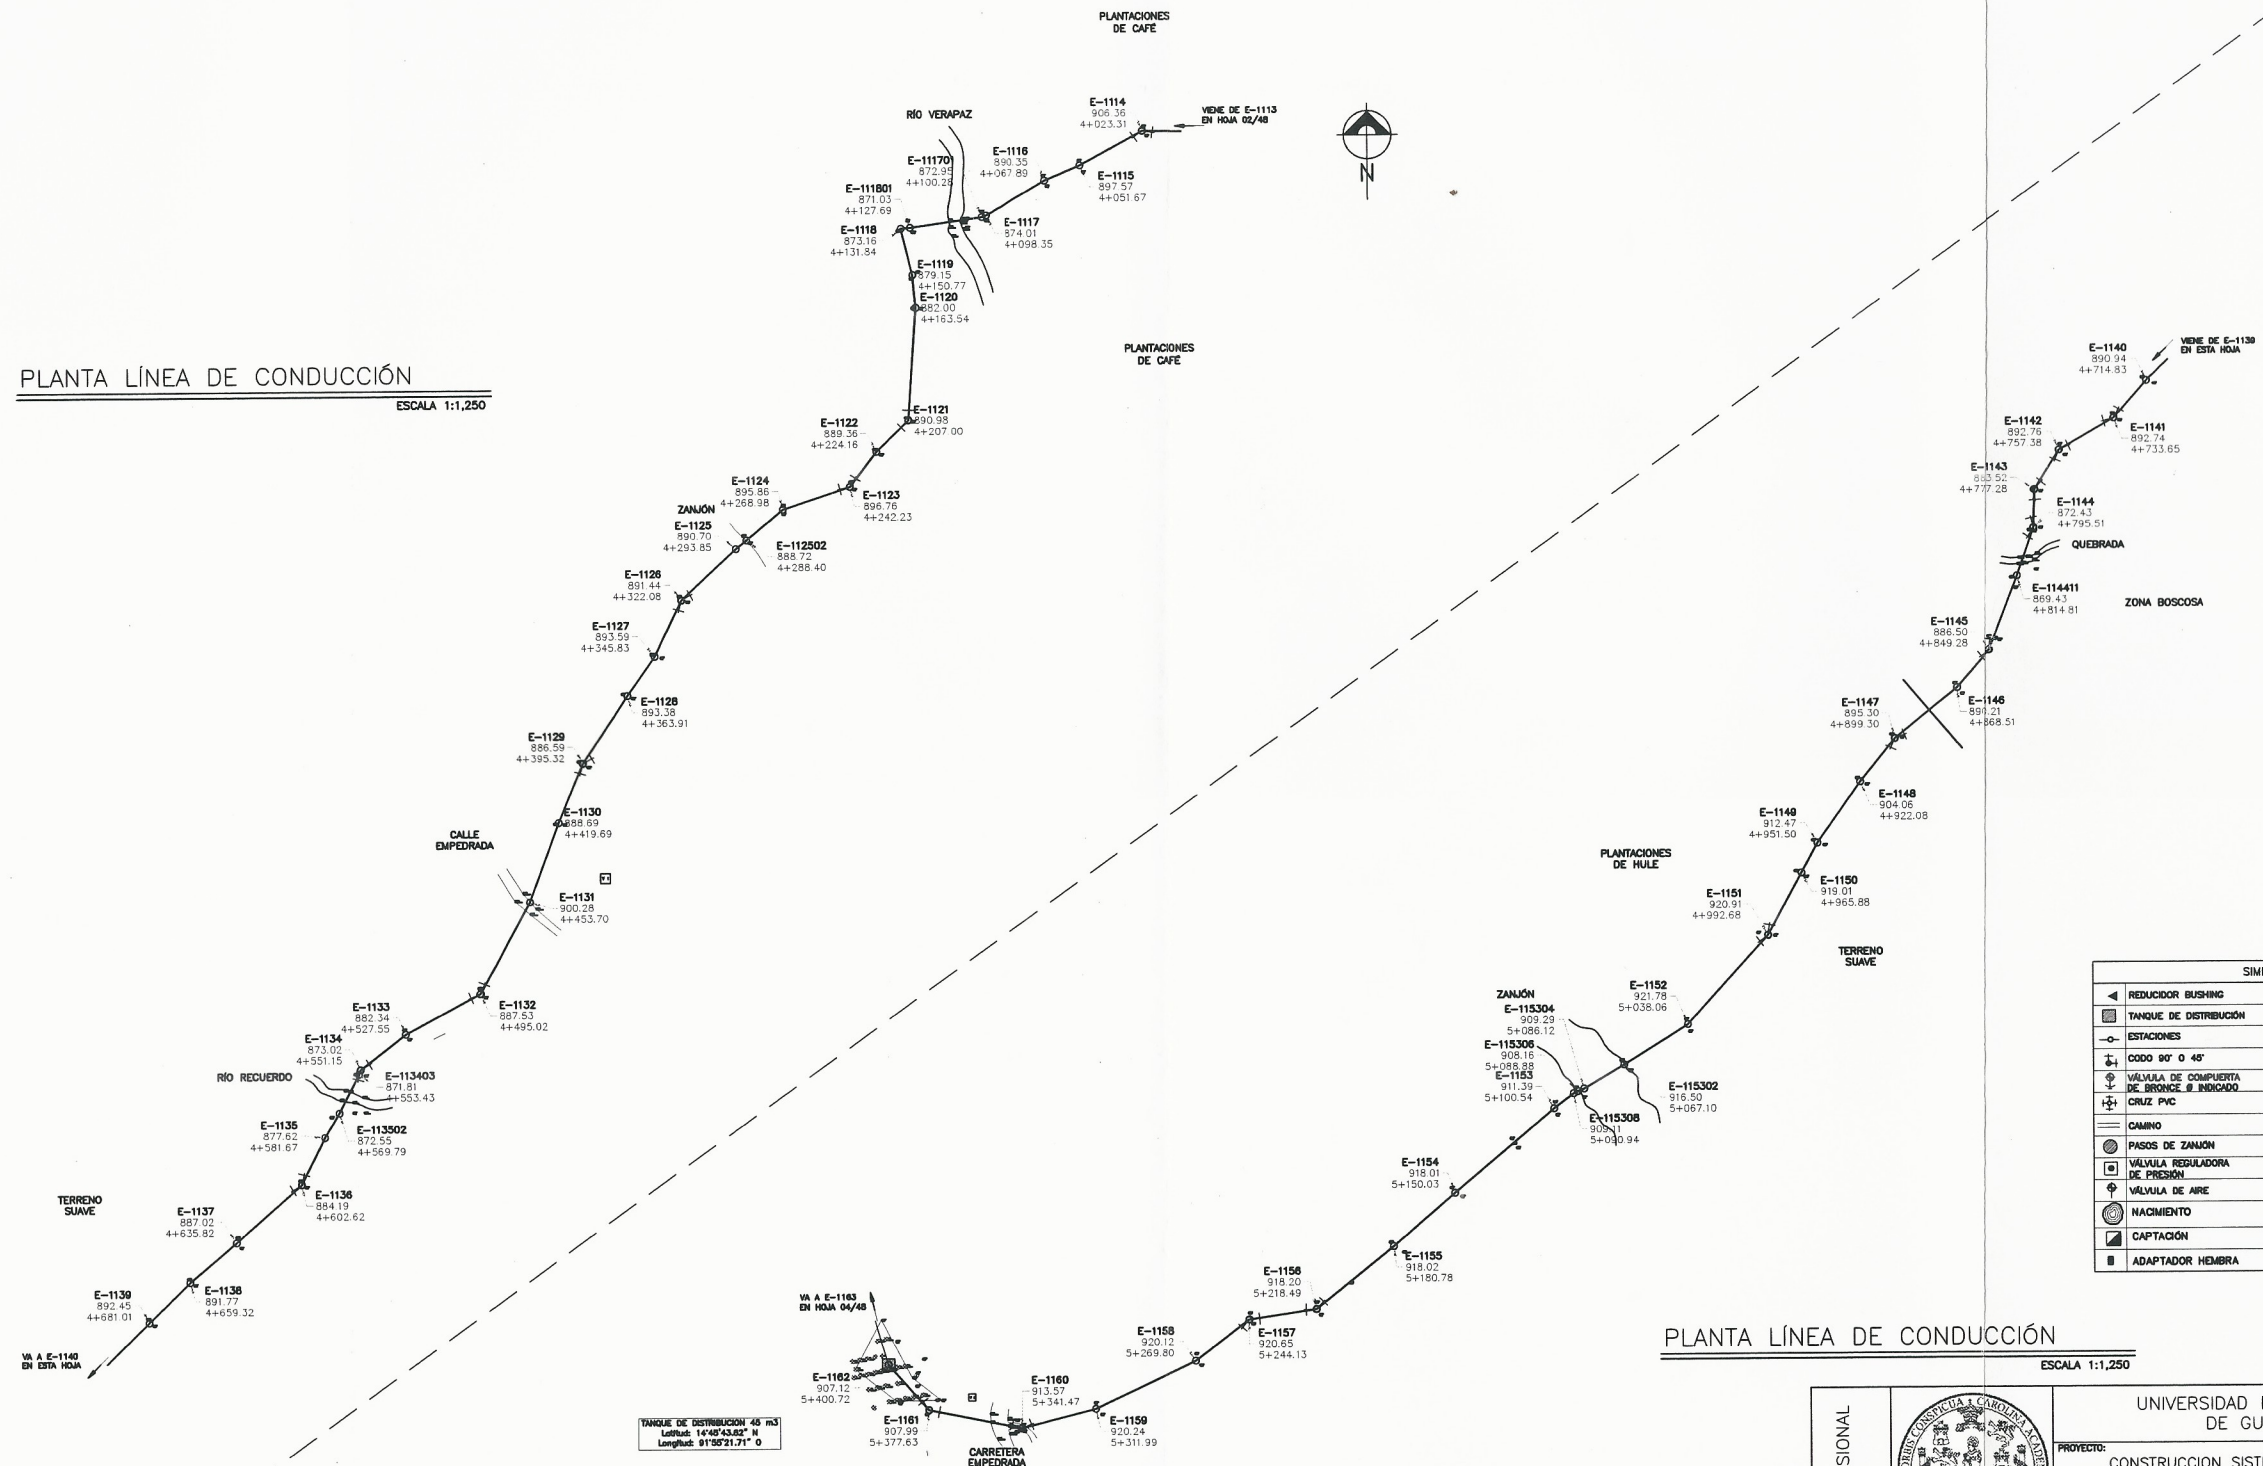 PLANTACIONES
DE CAFÉ
E-1114
906.36
4+023.31
VIENE DE E-1113
EN HOJA 02/48
RÍO VERAPAZ
E-1116
890.35
4+067.89
E-11170
872.95
4+100.28
E-1115
897.57
4+051.67
N
E-111801
871.03
4+127.69
E-1117
874.01
4+098.35
E-1118
873.16
4+131.84
E-1119
879.15
4+150.77
E-1120
882.00
4+163.54
PLANTACIONES
DE CAFÉ
PLANTA LÍNEA DE CONDUCCIÓN
ESCALA 1:1,250
E-1121
890.98
4+207.00
E-1122
889.36
4+224.16
E-1123
896.76
4+242.23
E-1124
895.86
4+268.98
ZANJÓN
E-1125
890.70
4+293.85
E-112502
888.72
4+288.40
E-1126
891.44
4+322.08
E-1127
893.59
4+345.83
E-1128
893.38
4+363.91
E-1129
886.59
4+395.32
E-1130
888.69
4+419.69
CALLE
EMPEDRADA
E-1131
900.28
4+453.70
E-1132
887.53
4+495.02
E-1133
882.34
4+527.55
E-1134
873.02
4+551.15
RÍO RECUERDO
E-113403
871.81
4+553.43
E-1135
877.62
4+581.67
E-113502
872.55
4+569.79
E-1136
884.19
4+602.62
TERRENO
SUAVE
E-1137
887.02
4+635.82
E-1138
891.77
4+659.32
E-1139
892.45
4+681.01
VA A E-1140
EN ESTA HOJA
VIENE DE E-1139
EN ESTA HOJA
E-1140
890.94
4+714.83
E-1141
892.74
4+733.65
E-1142
892.76
4+757.38
E-1143
883.52
4+777.28
E-1144
872.43
4+795.51
QUEBRADA
E-114411
869.43
4+814.81
ZONA BOSCOSA
E-1145
886.50
4+849.28
E-1146
4+868.51
E-1147
895.30
4+899.30
E-1148
904.06
4+922.08
E-1149
912.47
4+951.50
PLANTACIONES
DE HULE
E-1150
919.01
4+965.88
E-1151
920.91
4+992.68
TERRENO
SUAVE
E-1152
921.78
5+038.06
ZANJÓN
E-115304
909.29
5+086.12
E-115306
908.16
5+088.88
E-1153
911.39
5+100.54
E-115302
916.50
5+067.10
E-115308
909.11
5+090.94
E-1154
918.01
5+150.03
E-1155
918.02
5+180.78
E-1156
918.20
5+218.49
E-1157
920.65
5+244.13
E-1158
920.12
5+269.80
E-1159
920.24
5+311.99
E-1160
913.57
5+341.47
CARRETERA
EMPEDRADA
E-1161
907.99
5+377.63
E-1162
907.12
5+400.72
VA A E-1163
EN HOJA 04/48
TANQUE DE DISTRIBUCIÓN 45 m3
Latitud: 14°48'43.62" N
Longitud: 91°55'21.71" O
REDUCIDOR BUSHING
TANQUE DE DISTRIBUCIÓN
ESTACIONES
CODO 90° O 45°
VÁLVULA DE COMPUERTA
DE BRONCE Ø INDICADO
CRUZ PVC
CAMINO
PASOS DE ZANJÓN
VÁLVULA REGULADORA
DE PRESIÓN
VÁLVULA DE AIRE
NACIMIENTO
CAPTACIÓN
ADAPTADOR HEMBRA
PLANTA LÍNEA DE CONDUCCIÓN
ESCALA 1:1,250
UNIVERSIDAD
DE GU
PROYECTO:
CONSTRUCCION SIST
SIONAL
ORBIS CONSPICUA CAROLINA ACAD